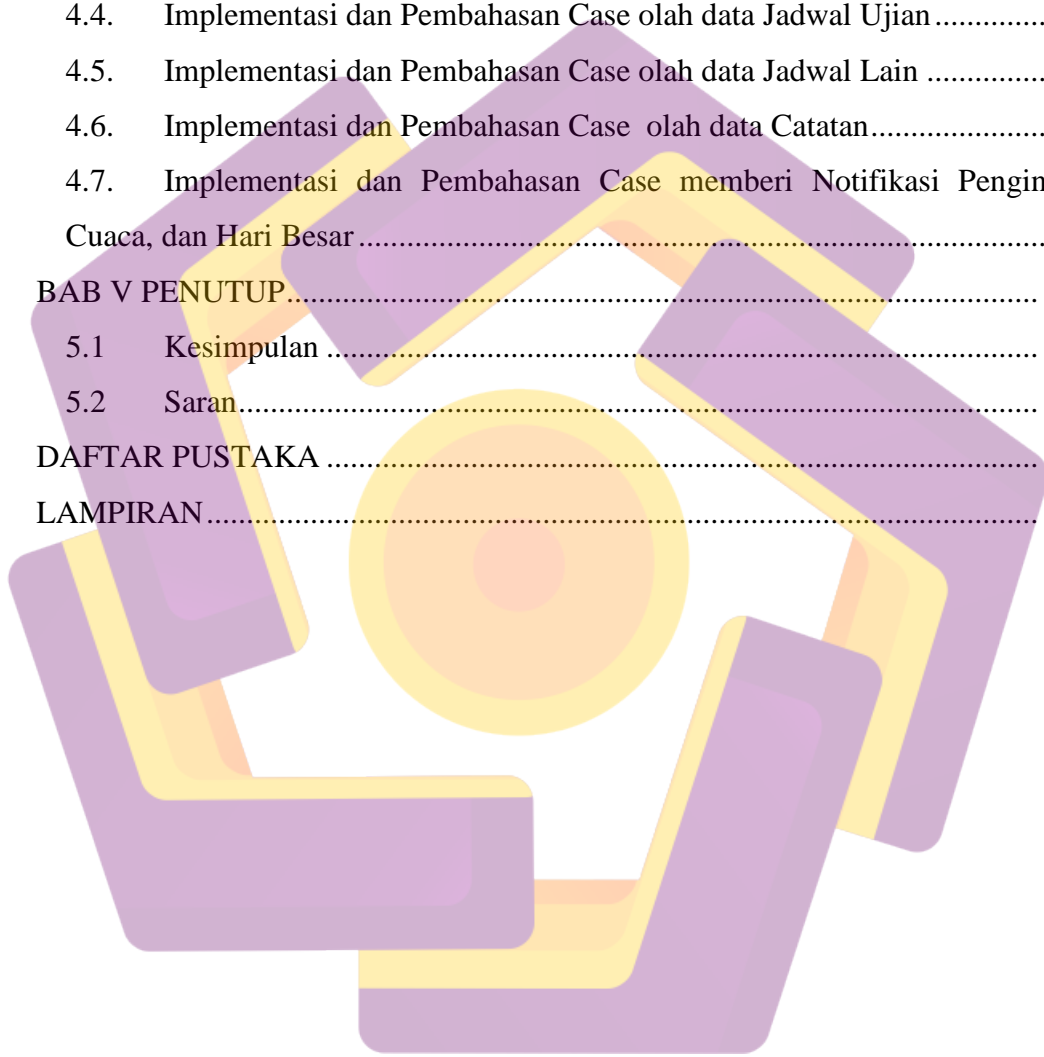 4.4. Implementasi dan Pembahasan Case olah data Jadwal Ujian..............
4.5. Implementasi dan Pembahasan Case olah data Jadwal Lain ...............
4.6. Implementasi dan Pembahasan Case  olah data Catatan......................
4.7. Implementasi dan Pembahasan Case memberi Notifikasi Pengin
Cuaca, dan Hari Besar.....................................................................................
BAB V PENUTUP.............................................................................................
5.1 Kesimpulan .........................................................................................
5.2 Saran....................................................................................................
DAFTAR PUSTAKA .........................................................................................
LAMPIRAN........................................................................................................